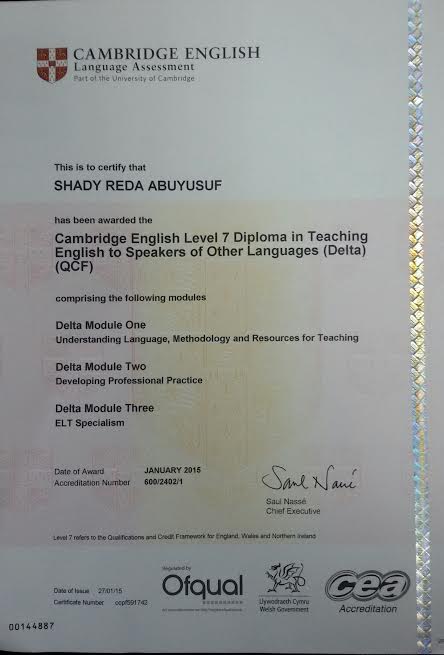 CAMBRIDGE ENGLISH
Language Assessment
Part of the University of Cambridge
This is to certify that
SHADY REDA ABUYUSUF
has been awarded the
Cambridge English Level 7 Diploma in Teaching
English to Speakers of Other Languages (Delta)
(QCF)
comprising the following modules
Delta Module One
Understanding Language, Methodology and Resources for Teaching
Delta Module Two
Developing Professional Practice
Delta Module Three
ELT Specialism
Date of Award JANUARY 2015
Accreditation Number 600/2402/1
Saul Nassé
Saul Nassé
Chief Executive
Level 7 refers to the Qualifications and Credit Framework for England, Wales and Northern Ireland
Date of Issue 27/01/15
Certificate Number ccpf591742
Regulated by
Ofqual
Llywodraeth Cymru
Welsh Government
cea
Accreditation
00144887